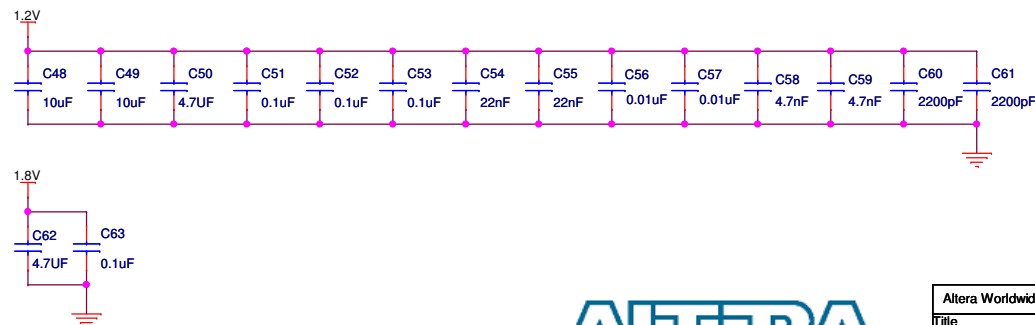 1.2V
C48 C49 C50 C51 C52 C53 C54 C55 C56 C57 C58 C59 C60 C61
10uF 10uF 4.7UF 0.1uF 0.1uF 0.1uF 22nF 22nF 0.01uF 0.01uF 4.7nF 4.7nF 2200pF 2200pF
1.8V
C62 C63
4.7UF 0.1uF
ALTERA
Altera Worldwid
Title